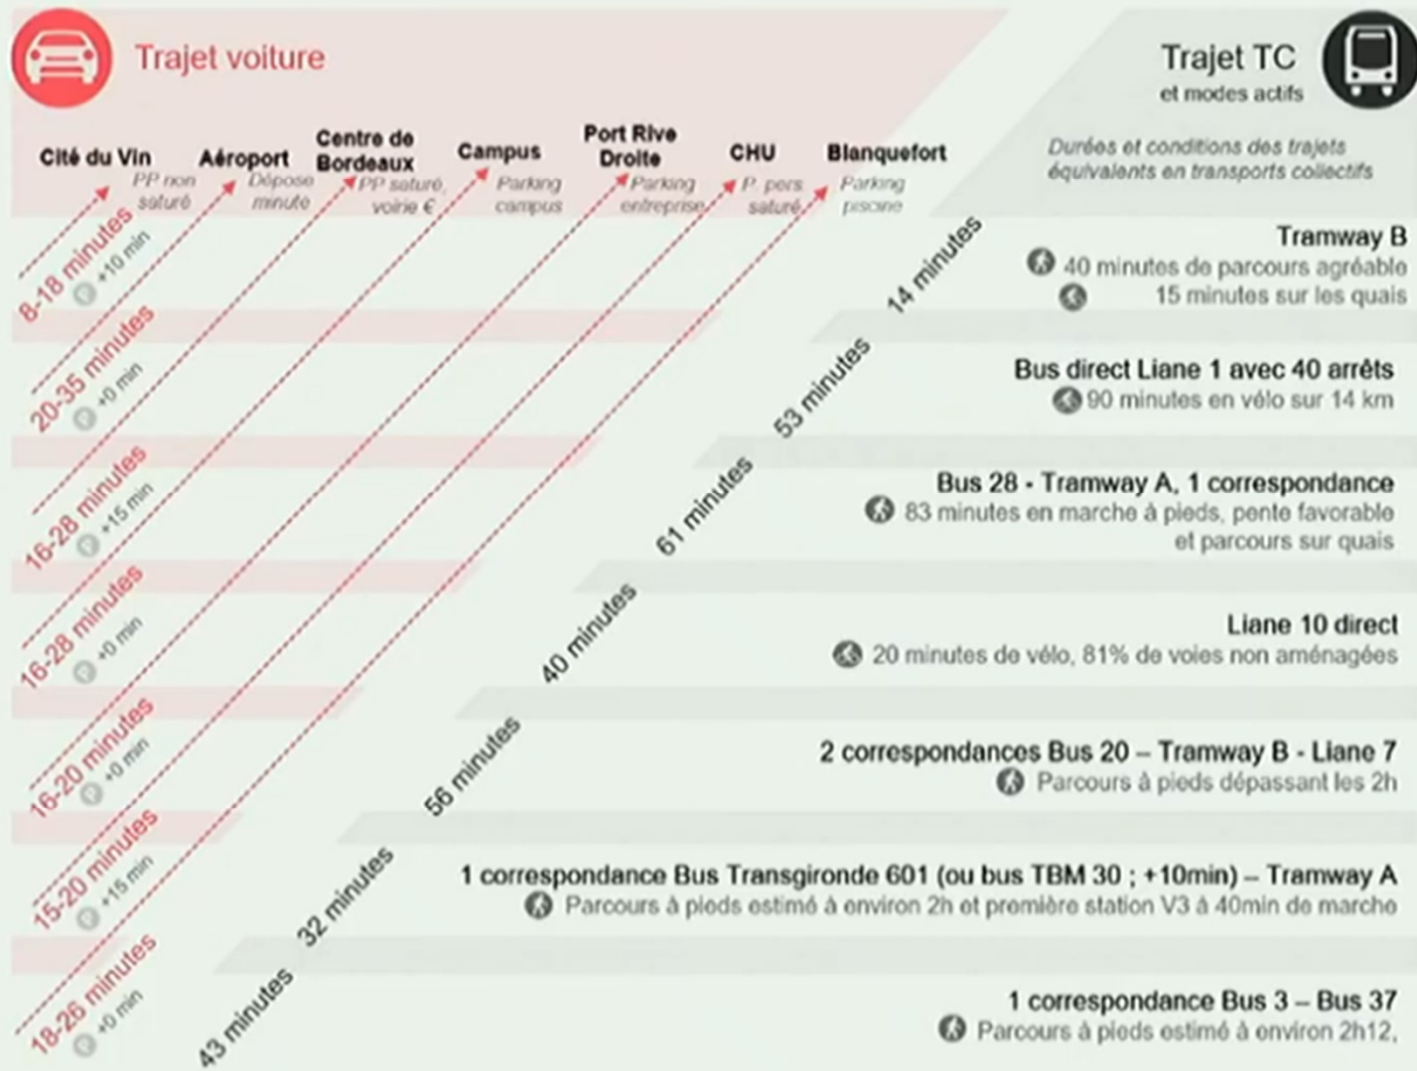 Trajet voiture
Trajet TC
et modes actifs
Durées et conditions des trajets
équivalents en transports collectifs
Cité du Vin
PP non
saturé
Aéroport
Dépose
minute
Centre de
Bordeaux
PP saturé,
voirie €
Campus
Parking
campus
Port Rive
Droite
Parking
entreprise
CHU
P. pers
saturé
Blanquefort
Parking
piscine
8-18 minutes
+10 min
14 minutes
Tramway B
40 minutes de parcours agréable
15 minutes sur les quais
20-35 minutes
+0 min
53 minutes
Bus direct Liane 1 avec 40 arrêts
90 minutes en vélo sur 14 km
16-28 minutes
+15 min
61 minutes
Bus 28 - Tramway A, 1 correspondance
83 minutes en marche à pieds, pente favorable
et parcours sur quais
16-28 minutes
+0 min
40 minutes
Liane 10 direct
20 minutes de vélo, 81% de voies non aménagées
16-20 minutes
+0 min
56 minutes
2 correspondances Bus 20 – Tramway B - Liane 7
Parcours à pieds dépassant les 2h
15-20 minutes
+15 min
32 minutes
1 correspondance Bus Transgironde 601 (ou bus TBM 30 ; +10min) – Tramway A
Parcours à pieds estimé à environ 2h et première station V3 à 40min de marche
18-26 minutes
+0 min
43 minutes
1 correspondance Bus 3 – Bus 37
Parcours à pieds estimé à environ 2h12,